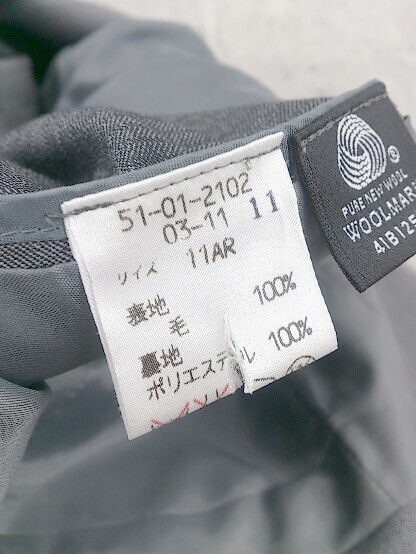 51-01-2102
03-11 11
サイズ 11AR
表地 100%
毛
裏地 100%
ポリエステル
PURE NEW WOOL
WOOLMAR
41B125